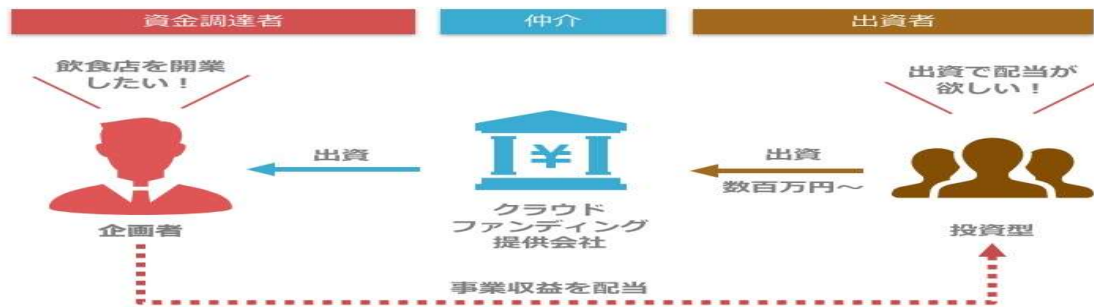 資金調達者
仲介
出資者
飲食店を開業
したい！
出資で配当が
欲しい！
出資
¥
出資
数百万円～
企画者
クラウド
ファンディング
提供会社
投資型
事業収益を配当